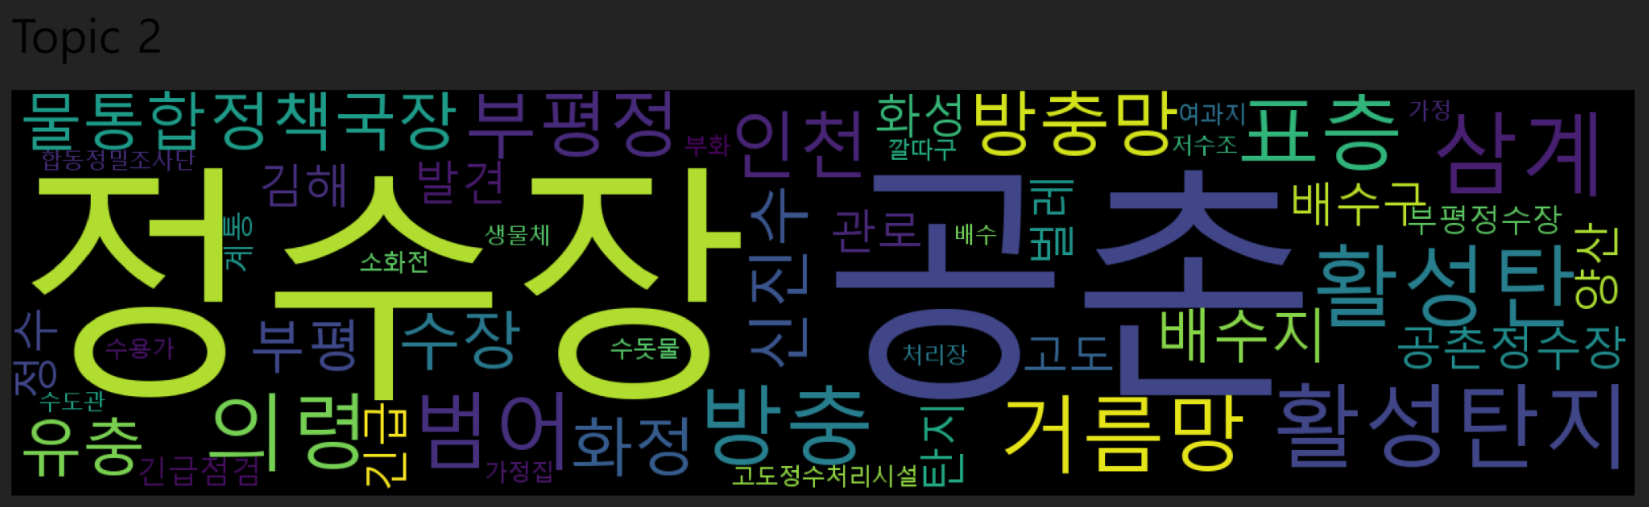 Topic 2
물통합정책국장
부평정
인천
화성
방충망
여과지
표층
가정
삼계
합동정밀조사단
부화
깔따구
저수조
김해
발견
정수장
공촌
신진수
벌레
배수구
부평정수장
계통
생물체
소화전
관로
배수
활성탄
양산
정수
수용가
부평
수장
수돗물
처리장
고도
배수지
공촌정수장
수도관
유충
긴급점검
의령
긴급
범어
가정집
화정
방충
고도정수처리시설
탄지
거름망
활성탄지